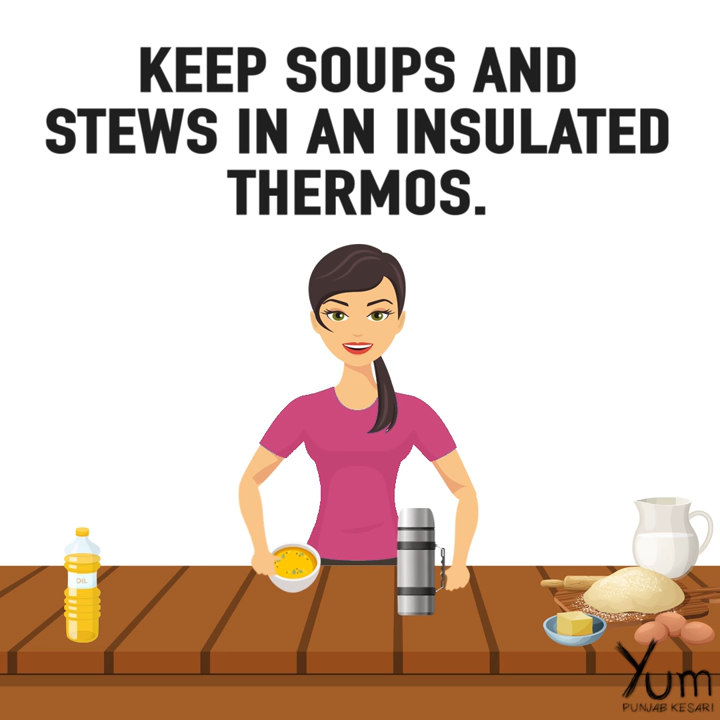 KEEP SOUPS AND
STEWS IN AN INSULATED
THERMOS.
OIL
Yum
PUNJAB KESARI